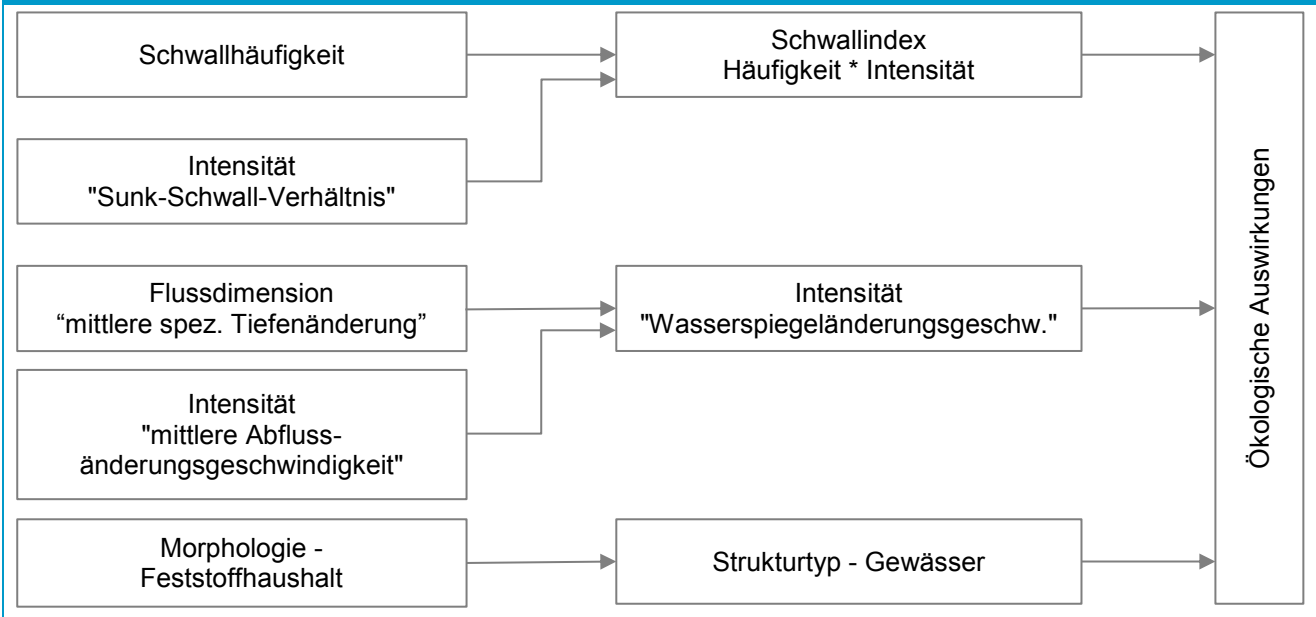 Schwallhäufigkeit
Schwallindex
Häufigkeit * Intensität
Intensität
"Sunk-Schwall-Verhältnis"
Flussdimension
“mittlere spez. Tiefenänderung”
Intensität
"Wasserspiegeländerungsgeschw."
Intensität
"mittlere Abfluss-
änderungsgeschwindigkeit"
Morphologie -
Feststoffhaushalt
Strukturtyp - Gewässer
Ökologische Auswirkungen